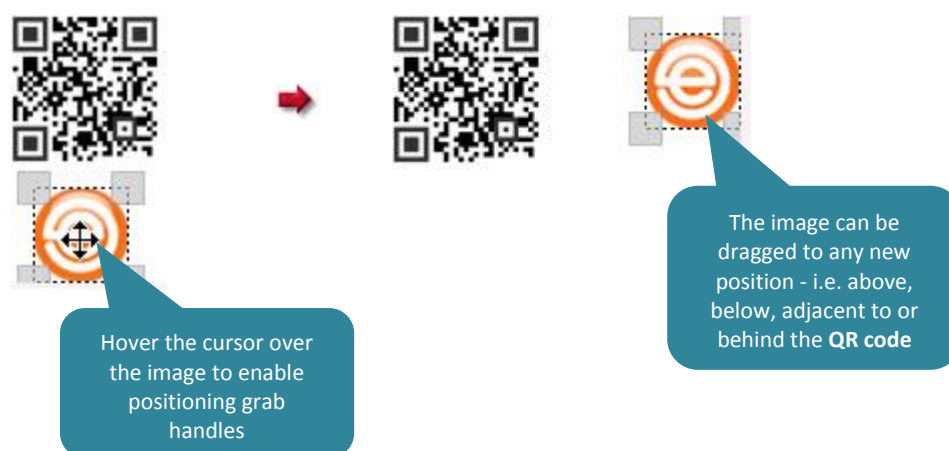 Hover the cursor over
the image to enable
positioning grab
handles
The image can be
dragged to any new
position - i.e. above,
below, adjacent to or
behind the QR code
e